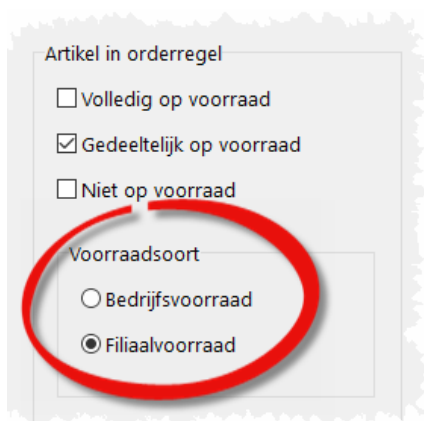 Artikel in orderregel
Volledig op voorraad
Gedeeltelijk op voorraad
Niet op voorraad
Voorraadsoort
Bedrijfsvoorraad
Filiaalvoorraad